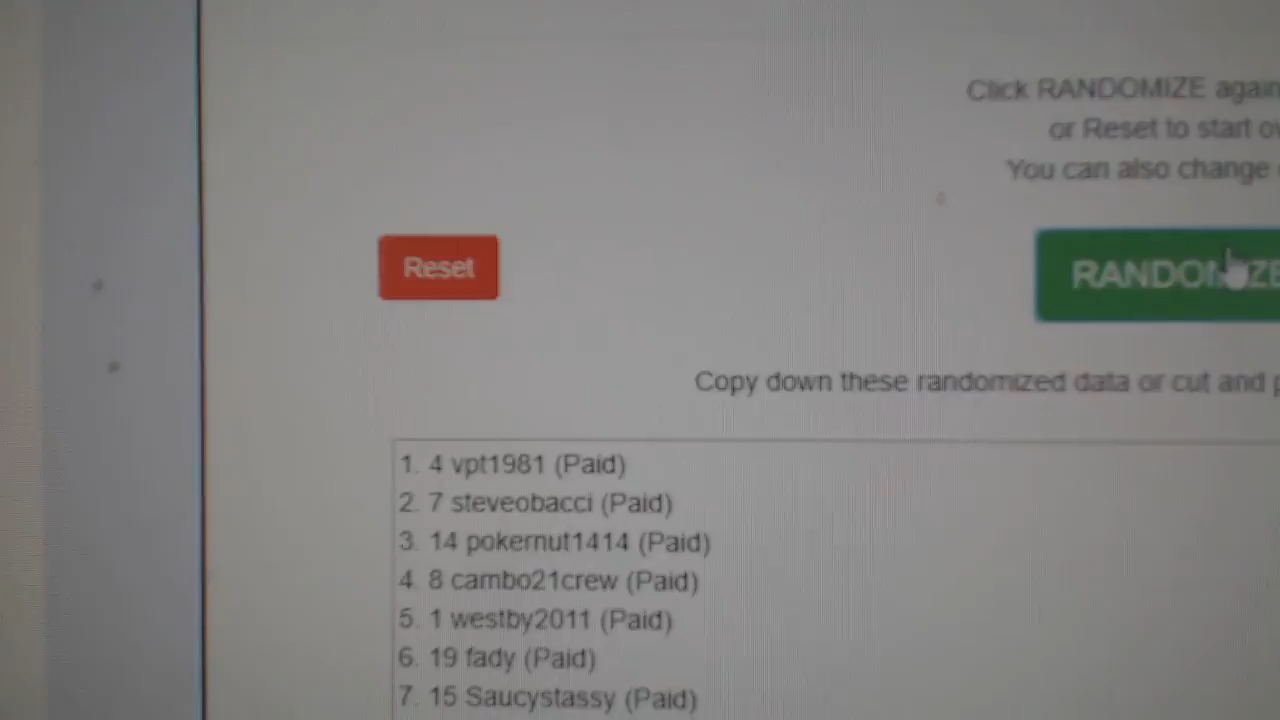 Click RANDOMIZE again
or Reset to start ov
You can also change
Reset
RANDOMIZE
Copy down these randomized data or cut and p
1. 4 vpt1981 (Paid)
2. 7 steveobacci (Paid)
3. 14 pokernut1414 (Paid)
4. 8 cambo21crew (Paid)
5. 1 westby2011 (Paid)
6. 19 fady (Paid)
7. 15 Saucystassy (Paid)